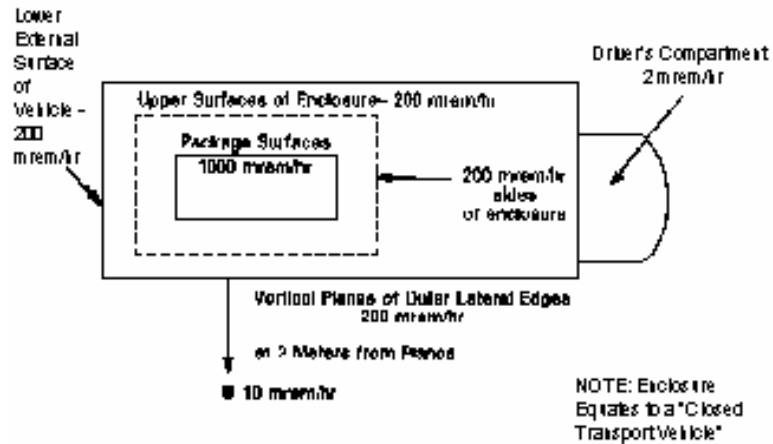 Lower
External
Surface
of
Vehicle -
200
mrem/hr
Driver's Compartment
2 mrem/hr
Upper Surfaces of Enclosure - 200 mrem/hr
Package Surfaces
1000 mrem/hr
200 mrem/hr
sides
of enclosure
Vertical Planes of Outer Lateral Edges
200 mrem/hr
at 2 Meters from Planes
10 mrem/hr
NOTE: Enclosure
Equates to a "Closed
Transport Vehicle"